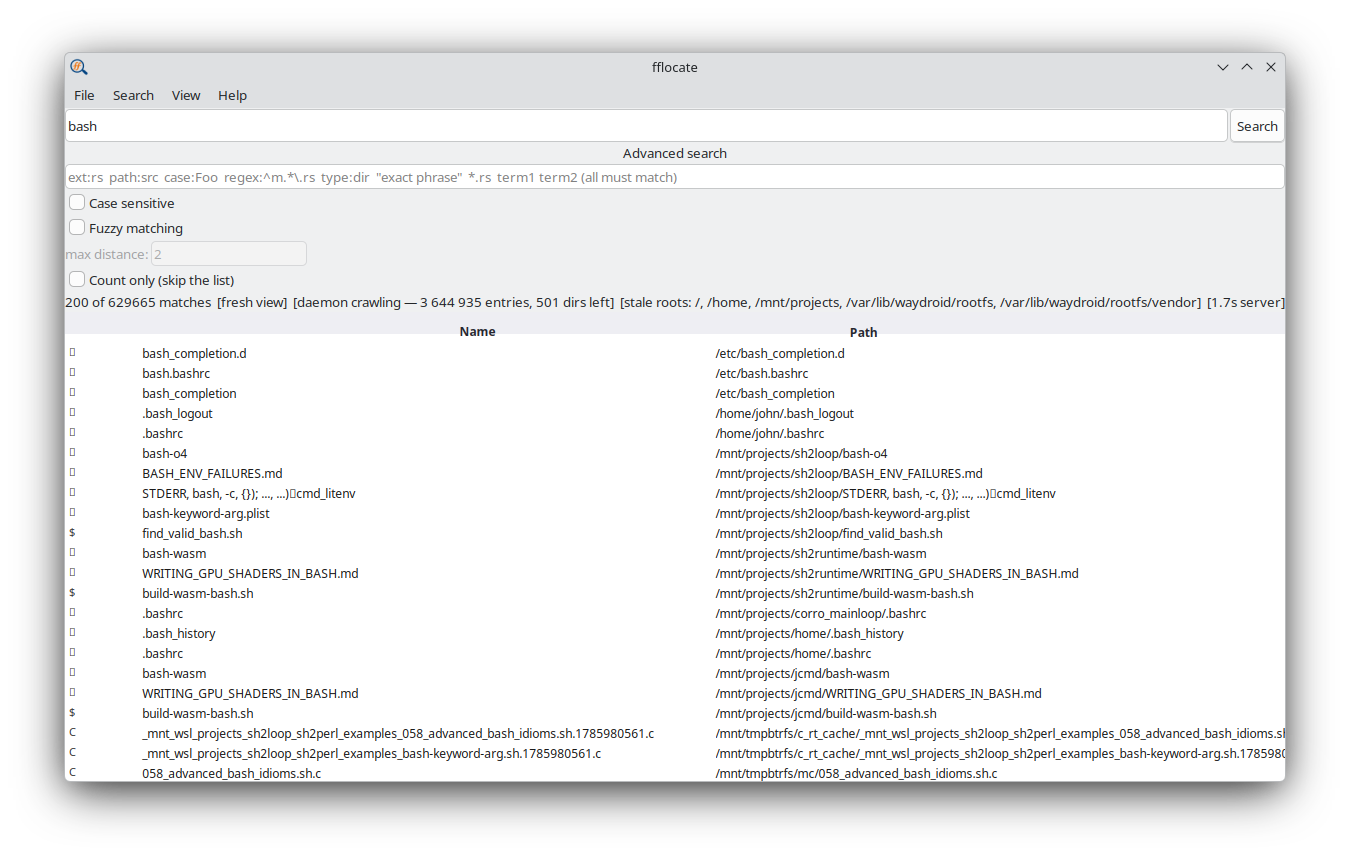 fflocate
File Search View Help
bash Search
Advanced search
ext:rs path:src case:Foo regex:^m.*\.rs type:dir "exact phrase" *.rs term1 term2 (all must match)
Case sensitive
Fuzzy matching
max distance: 2
Count only (skip the list)
200 of 629665 matches [fresh view] [daemon crawling — 3 644 935 entries, 501 dirs left] [stale roots: /, /home, /mnt/projects, /var/lib/waydroid/rootfs, /var/lib/waydroid/rootfs/vendor] [1.7s server]
Name Path
bash_completion.d /etc/bash_completion.d
bash.bashrc /etc/bash.bashrc
bash_completion /etc/bash_completion
.bash_logout /home/john/.bash_logout
.bashrc /home/john/.bashrc
bash-o4 /mnt/projects/sh2loop/bash-o4
BASH_ENV_FAILURES.md /mnt/projects/sh2loop/BASH_ENV_FAILURES.md
STDERR, bash, -c, {}); ..., ...)▯cmd_litenv /mnt/projects/sh2loop/STDERR, bash, -c, {}); ..., ...)▯cmd_litenv
bash-keyword-arg.plist /mnt/projects/sh2loop/bash-keyword-arg.plist
$ find_valid_bash.sh /mnt/projects/sh2loop/find_valid_bash.sh
bash-wasm /mnt/projects/sh2runtime/bash-wasm
WRITING_GPU_SHADERS_IN_BASH.md /mnt/projects/sh2runtime/WRITING_GPU_SHADERS_IN_BASH.md
$ build-wasm-bash.sh /mnt/projects/sh2runtime/build-wasm-bash.sh
.bashrc /mnt/projects/corro_mainloop/.bashrc
.bash_history /mnt/projects/home/.bash_history
.bashrc /mnt/projects/home/.bashrc
bash-wasm /mnt/projects/jcmd/bash-wasm
WRITING_GPU_SHADERS_IN_BASH.md /mnt/projects/jcmd/WRITING_GPU_SHADERS_IN_BASH.md
$ build-wasm-bash.sh /mnt/projects/jcmd/build-wasm-bash.sh
C _mnt_wsl_projects_sh2loop_sh2perl_examples_058_advanced_bash_idioms.sh.1785980561.c /mnt/tmpbtrfs/c_rt_cache/_mnt_wsl_projects_sh2loop_sh2perl_examples_058_advanced_bash_idioms.sh
C _mnt_wsl_projects_sh2loop_sh2perl_examples_bash-keyword-arg.sh.1785980561.c /mnt/tmpbtrfs/c_rt_cache/_mnt_wsl_projects_sh2loop_sh2perl_examples_bash-keyword-arg.sh.1785980
C 058_advanced_bash_idioms.sh.c /mnt/tmpbtrfs/mc/058_advanced_bash_idioms.sh.c